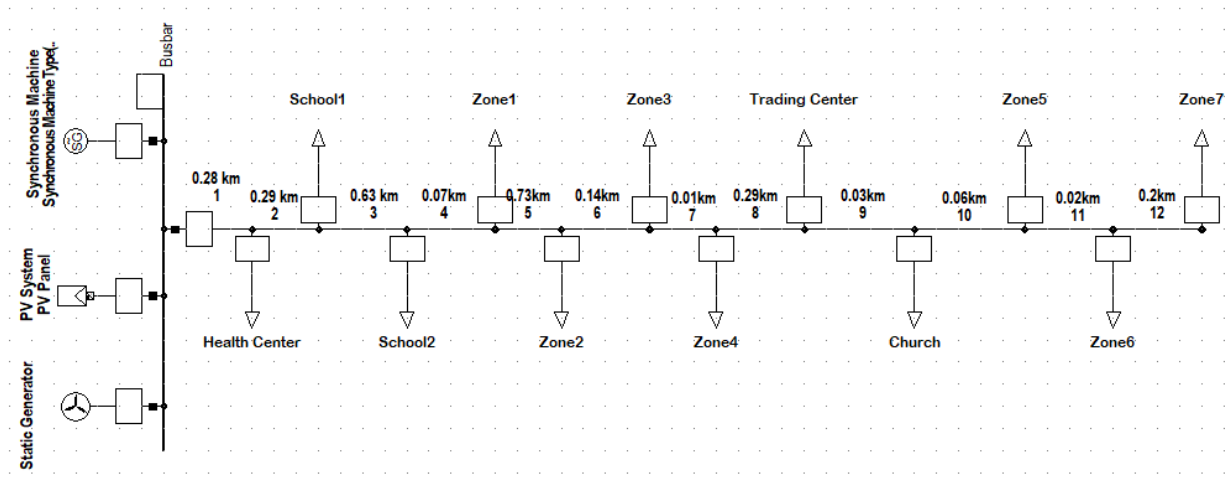 Synchronous Machine
Synchronous Machine Type(..
Busbar
SG
PV System
PV Panel
Static Generator
School1
Zone1
Zone3
Trading Center
Zone5
Zone7
0.28 km
1
0.29 km
2
0.63 km
3
0.07km
4
0.73km
5
0.14km
6
0.01km
7
0.29km
8
0.03km
9
0.06km
10
0.02km
11
0.2km
12
Health Center
School2
Zone2
Zone4
Church
Zone6